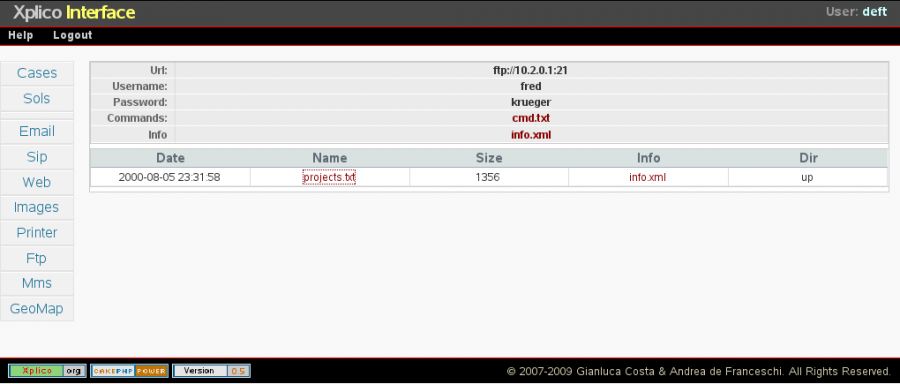 Xplico Interface User: deft
Help Logout
Cases
Sols
Email
Sip
Web
Images
Printer
Ftp
Mms
GeoMap
Url: ftp://10.2.0.1:21
Username: fred
Password: krueger
Commands: cmd.txt
Info info.xml
Date Name Size Info Dir
2000-08-05 23:31:58 projects.txt 1356 info.xml up
Xplico org CAKEPHP POWER Version 0.5 © 2007-2009 Gianluca Costa & Andrea de Franceschi. All Rights Reserved.